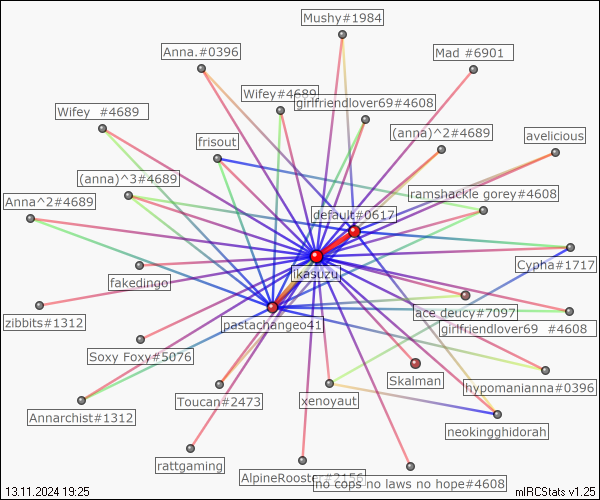 Mushy#1984
Anna.#0396
Mad #6901
Wifey#4689
girlfriendlover69#4608
Wifey  #4689
frisout
(anna)^2#4689
avelicious
(anna)^3#4689
ramshackle gorey#4608
Anna^2#4689
default#0617
Cypha#1717
ikasuzu
fakedingo
zibbits#1312
pastachangeo41
ace deucy#7097
girlfriendlover69  #4608
Soxy Foxy#5076
Skalman
hypomanianna#0396
Annarchist#1312
Toucan#2473
xenoyaut
neokingghidorah
rattgaming
AlpineRooster#2156
no cops no laws no hope#4608
13.11.2024 19:25
mIRCStats v1.25